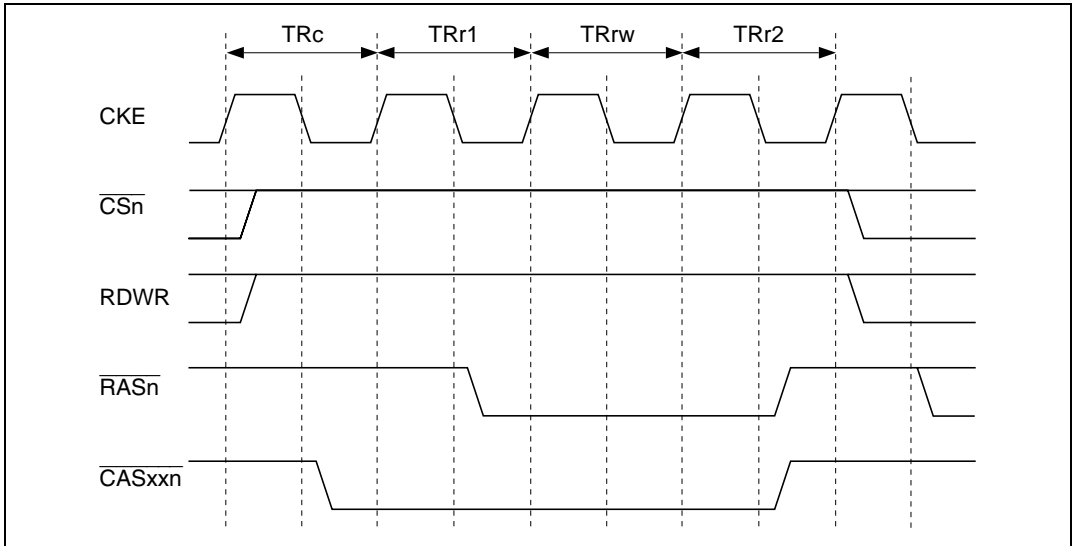 TRc TRr1 TRrw TRr2
CKE
CSn
RDWR
RASn
CASxxn